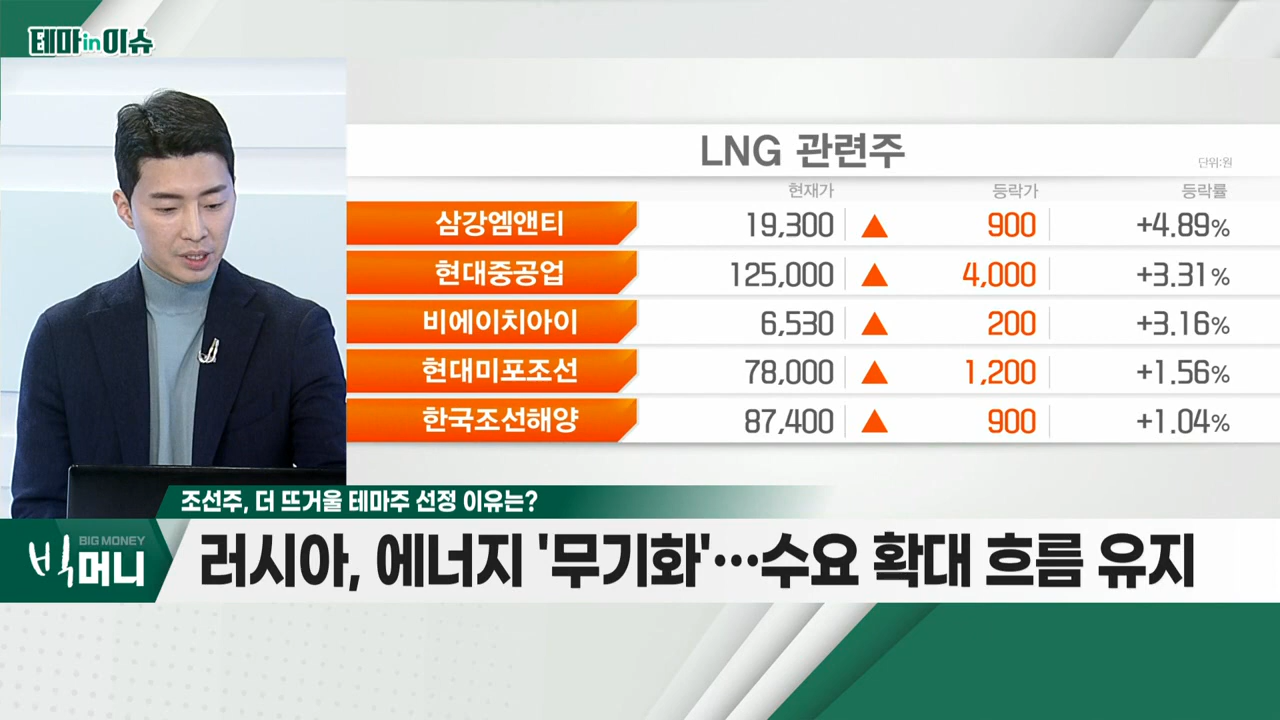 테마in이슈
LNG 관련주
단위:원
현재가 등락가 등락률
삼강엠앤티 19,300 ▲ 900 +4.89%
현대중공업 125,000 ▲ 4,000 +3.31%
비에이치아이 6,530 ▲ 200 +3.16%
현대미포조선 78,000 ▲ 1,200 +1.56%
한국조선해양 87,400 ▲ 900 +1.04%
조선주, 더 뜨거울 테마주 선정 이유는?
BIG MONEY
빅머니
러시아, 에너지 '무기화'…수요 확대 흐름 유지